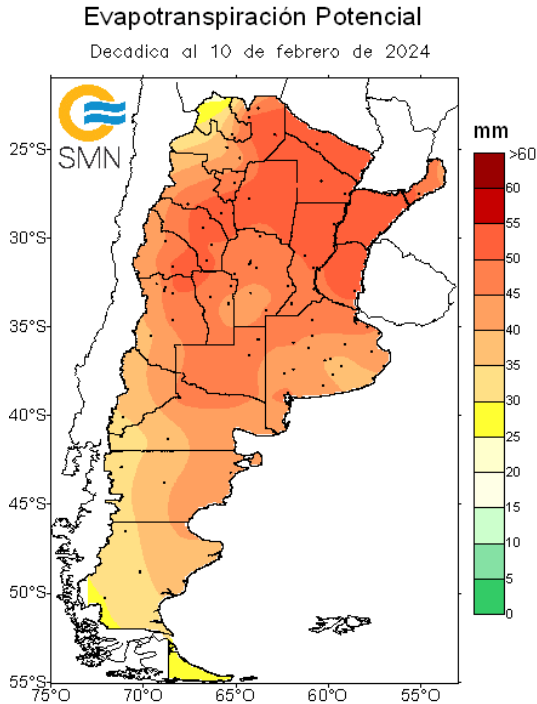 Evapotranspiración Potencial
Decádica al 10 de febrero de 2024
SMN
mm
>60
60
55
50
45
40
35
30
25
20
15
10
5
0
25°S
30°S
35°S
40°S
45°S
50°S
55°S
75°O 70°O 65°O 60°O 55°O